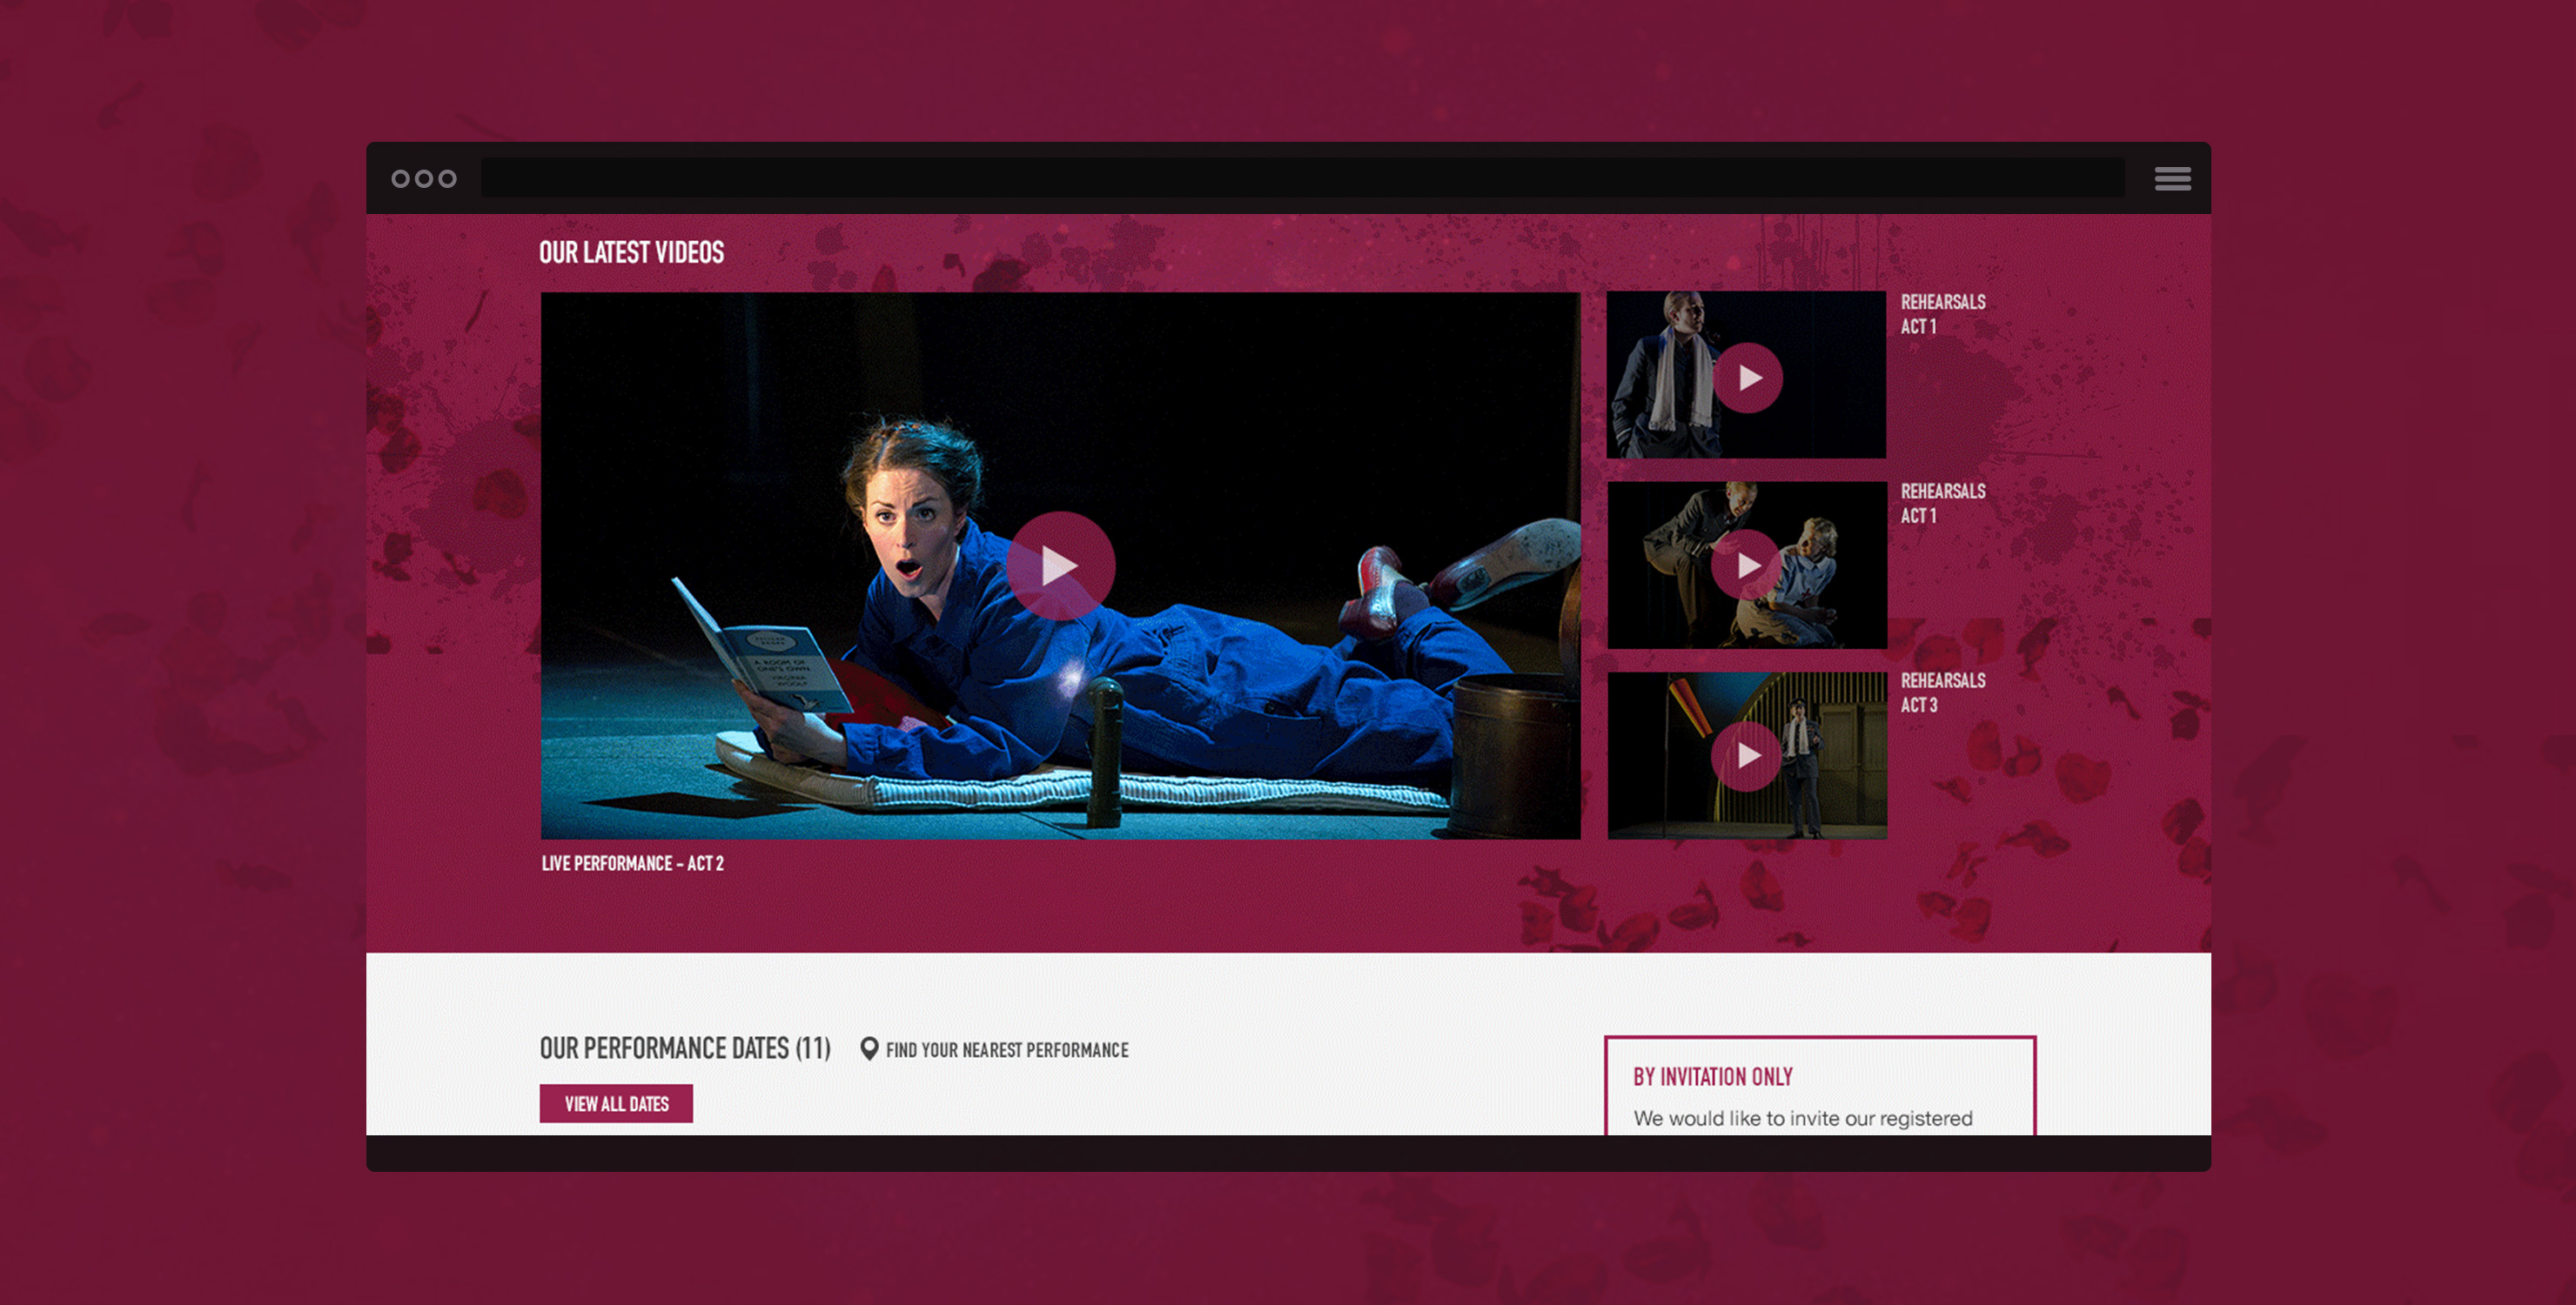 OUR LATEST VIDEOS
REHEARSALS
ACT 1
REHEARSALS
ACT 1
REHEARSALS
ACT 3
A ROOM OF
ONE'S OWN
VIRGINIA
WOOLF
LIVE PERFORMANCE - ACT 2
OUR PERFORMANCE DATES (11)
FIND YOUR NEAREST PERFORMANCE
VIEW ALL DATES
BY INVITATION ONLY
We would like to invite our registered